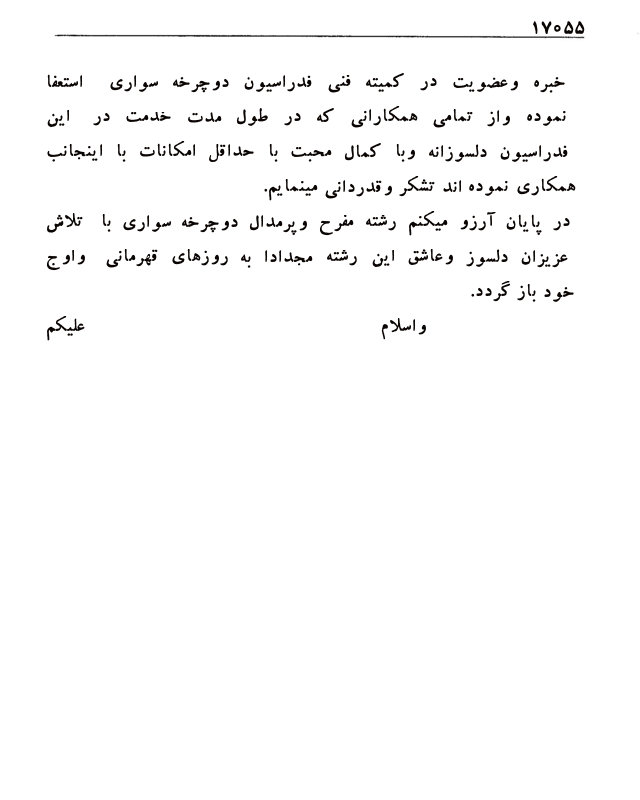 ۱۷۰۵۵
خبره وعضویت در کمیته فنی فدراسیون دوچرخه سواری استعفا
نموده واز تمامی همکارانی که در طول مدت خدمت در این
فدراسیون دلسوزانه وبا کمال محبت با حداقل امکانات با اینجانب
همکاری نموده اند تشکر وقدردانی مینمایم.
در پایان آرزو میکنم رشته مفرح وپرمدال دوچرخه سواری با تلاش
عزیزان دلسوز وعاشق این رشته مجدادا به روزهای قهرمانی واوج
خود باز گردد.
واسلام علیکم